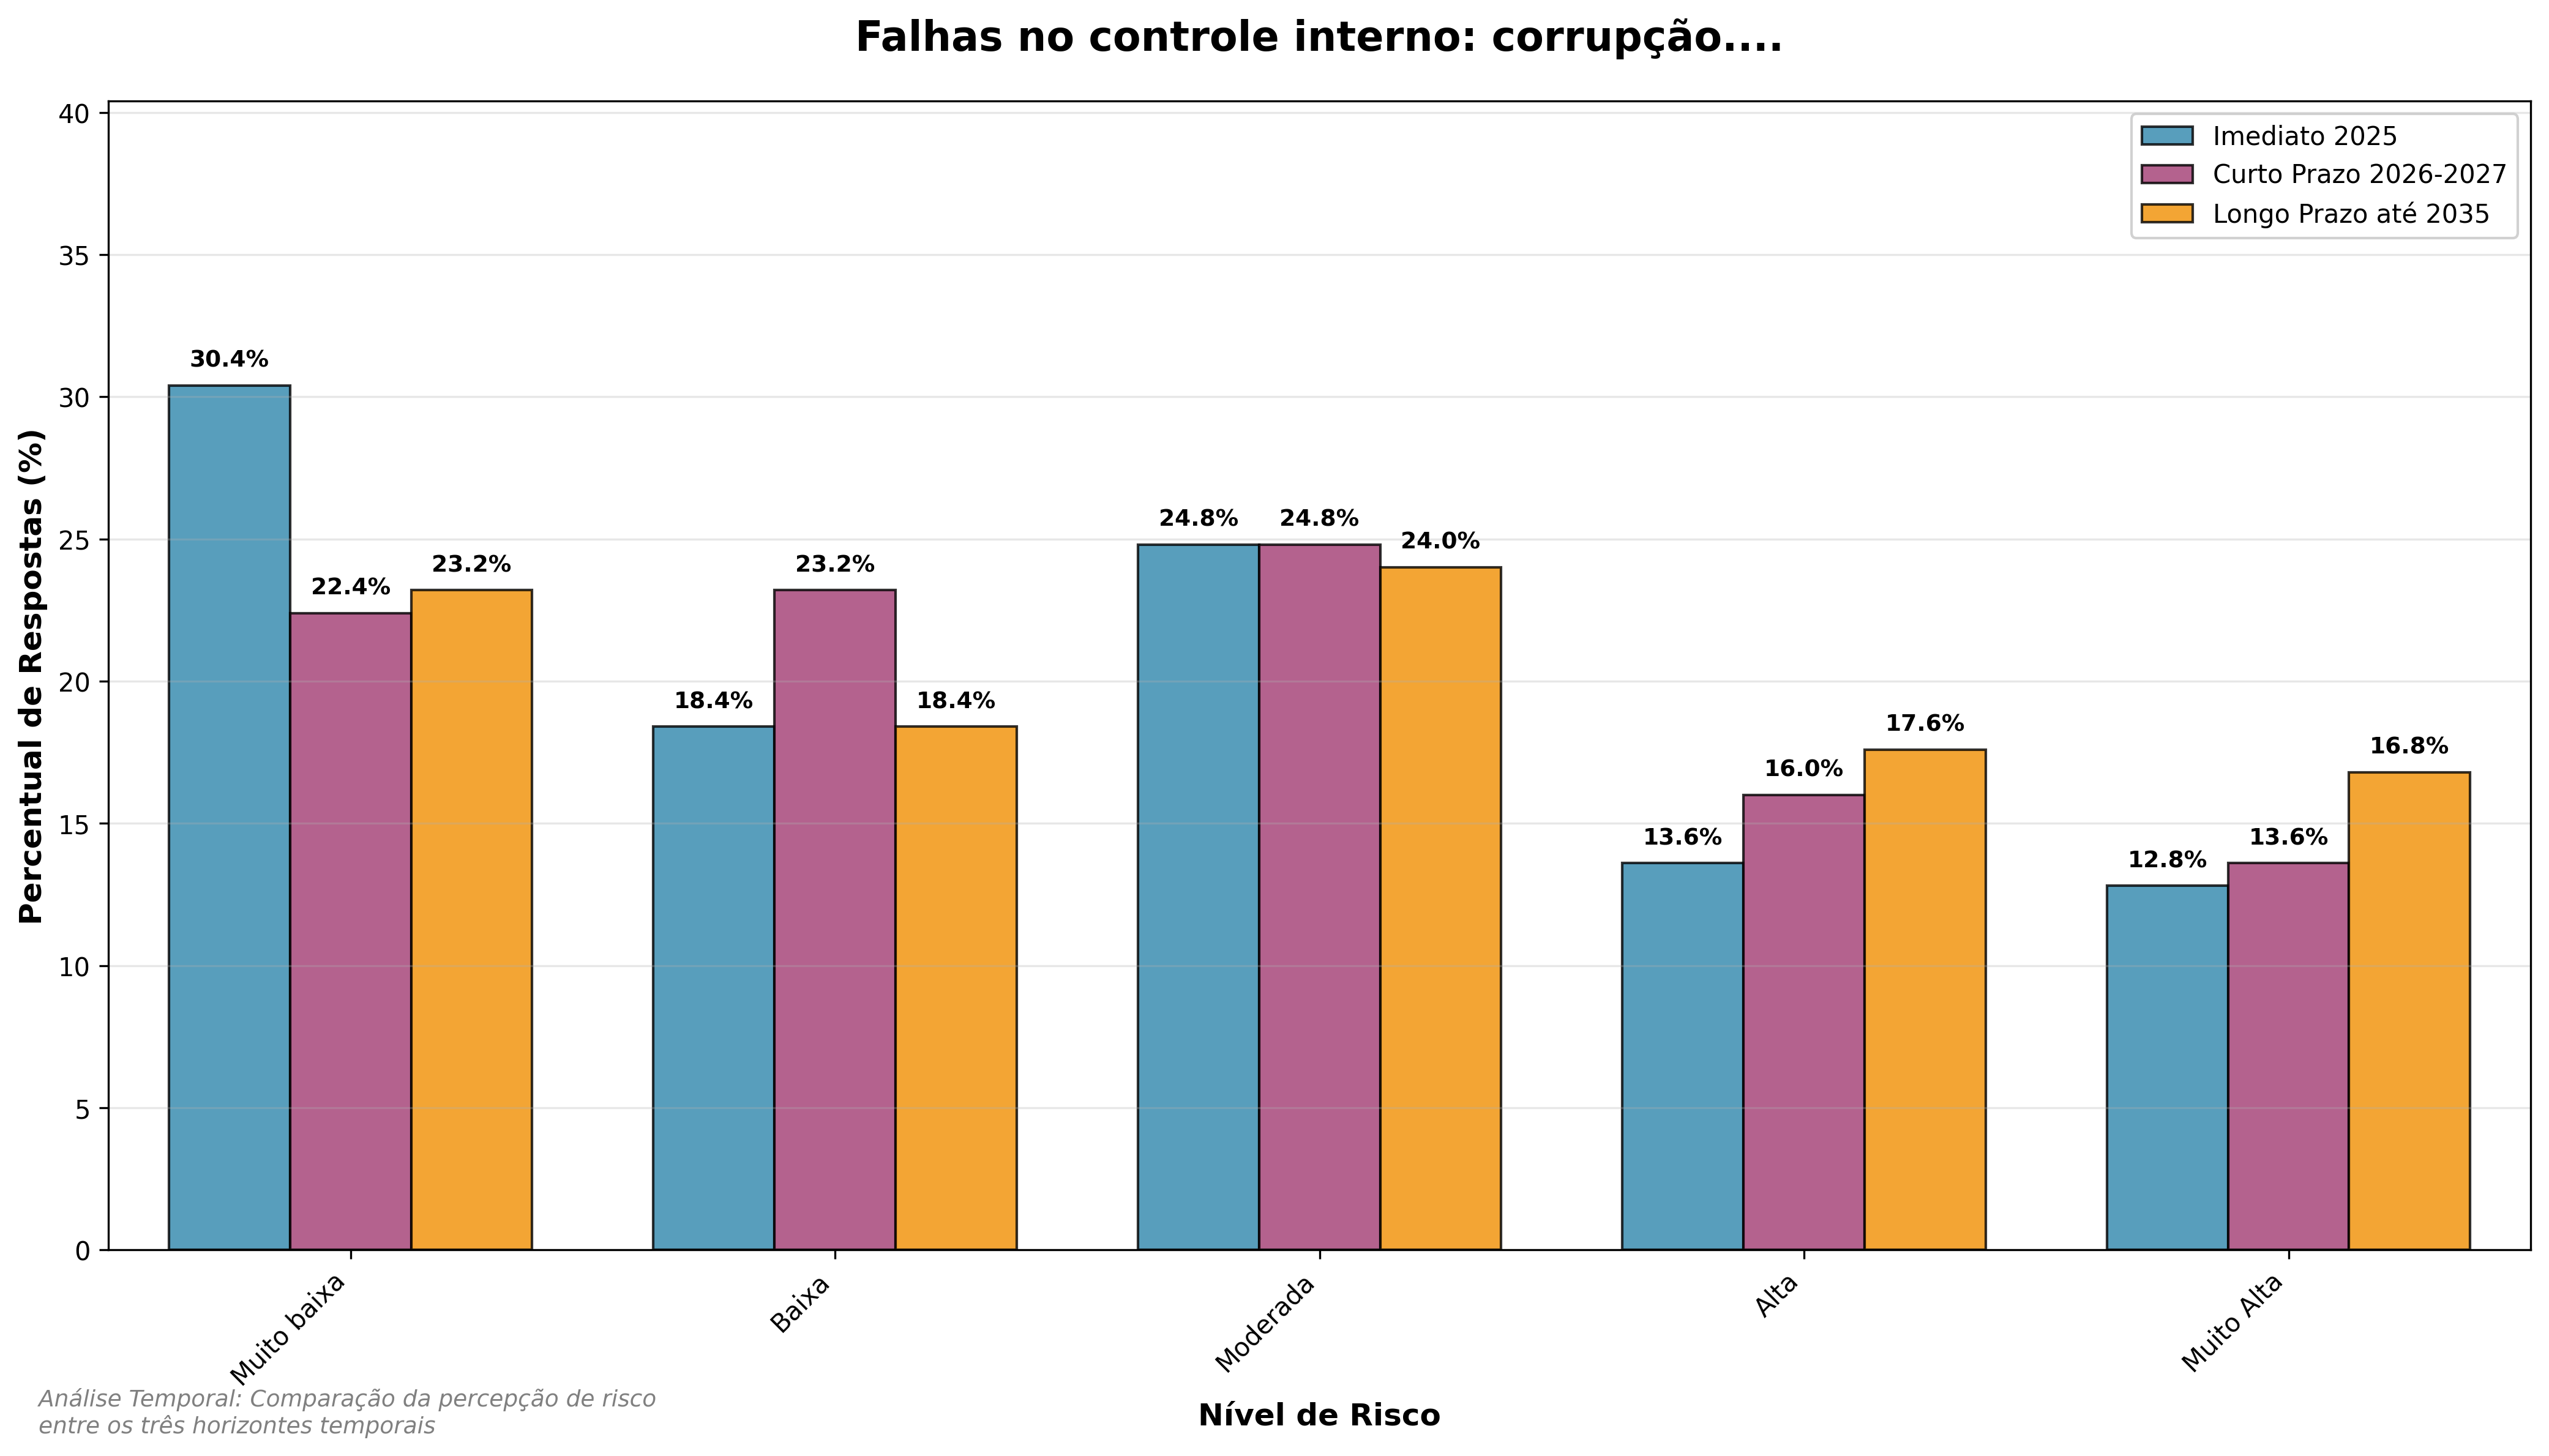 Falhas no controle interno: corrupção....
Percentual de Respostas (%)
40
35
30
25
20
15
10
5
0
Imediato 2025
Curto Prazo 2026-2027
Longo Prazo até 2035
30.4%
22.4%
23.2%
18.4%
23.2%
18.4%
24.8%
24.8%
24.0%
13.6%
16.0%
17.6%
12.8%
13.6%
16.8%
Muito baixa
Baixa
Moderada
Alta
Muito Alta
Nível de Risco
Análise Temporal: Comparação da percepção de risco
entre os três horizontes temporais